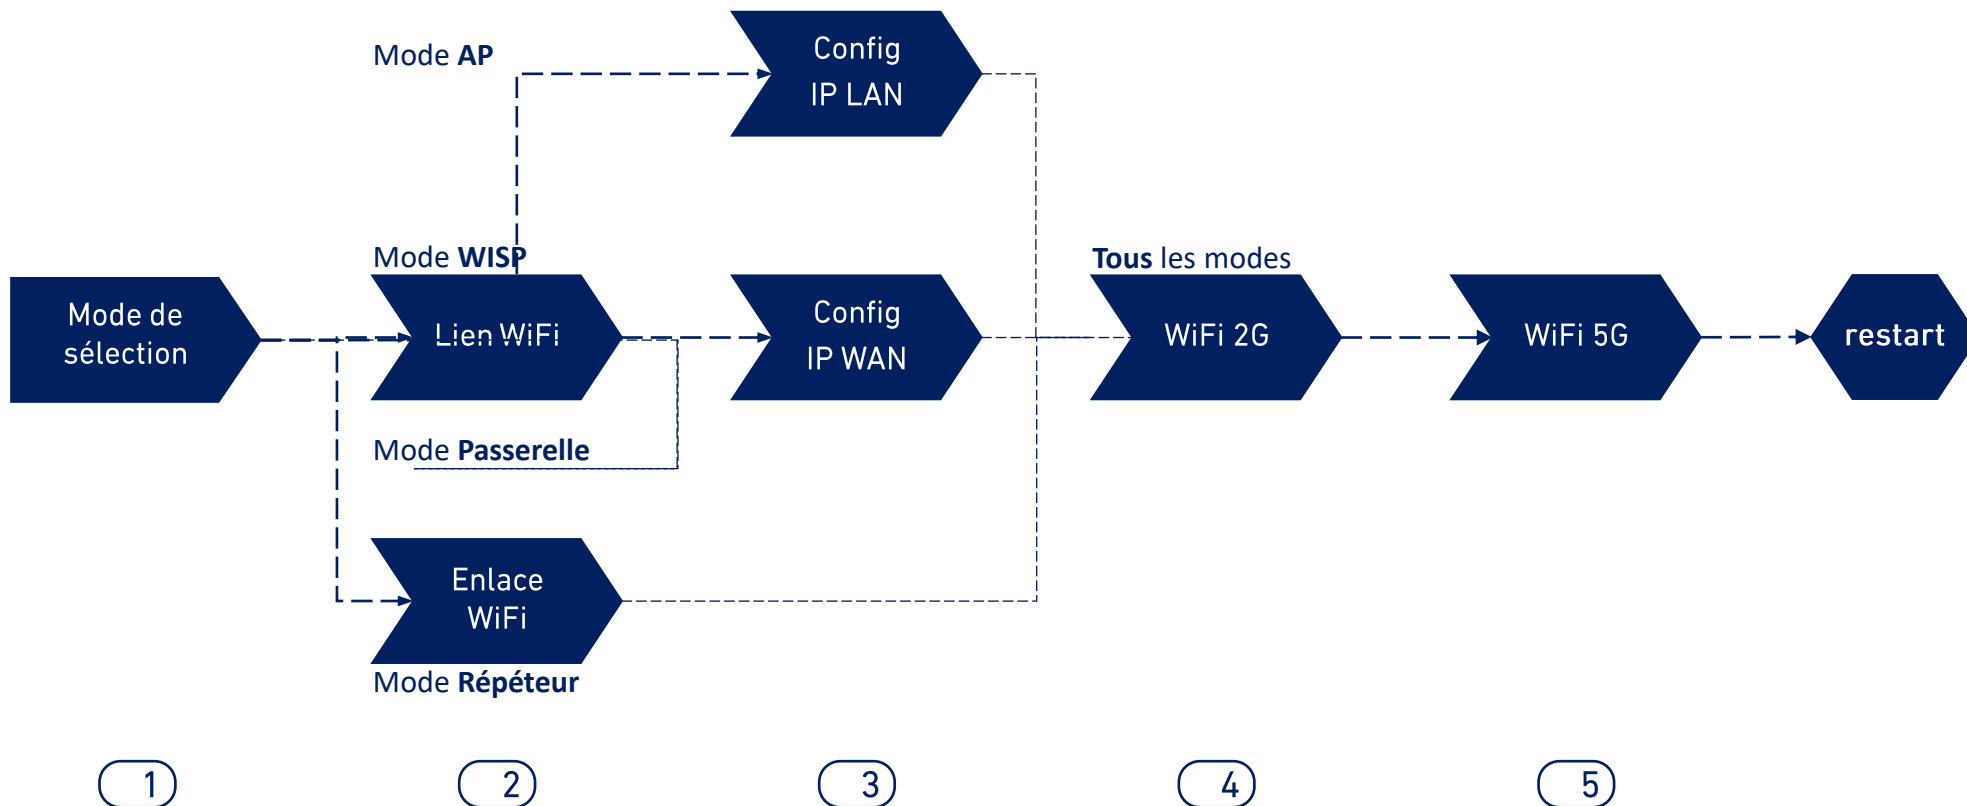 Mode AP
Config
IP LAN
Mode WISP
Tous les modes
Mode de
sélection
Lien WiFi
Config
IP WAN
WiFi 2G
WiFi 5G
restart
Mode Passerelle
Enlace
WiFi
Mode Répéteur
1
2
3
4
5